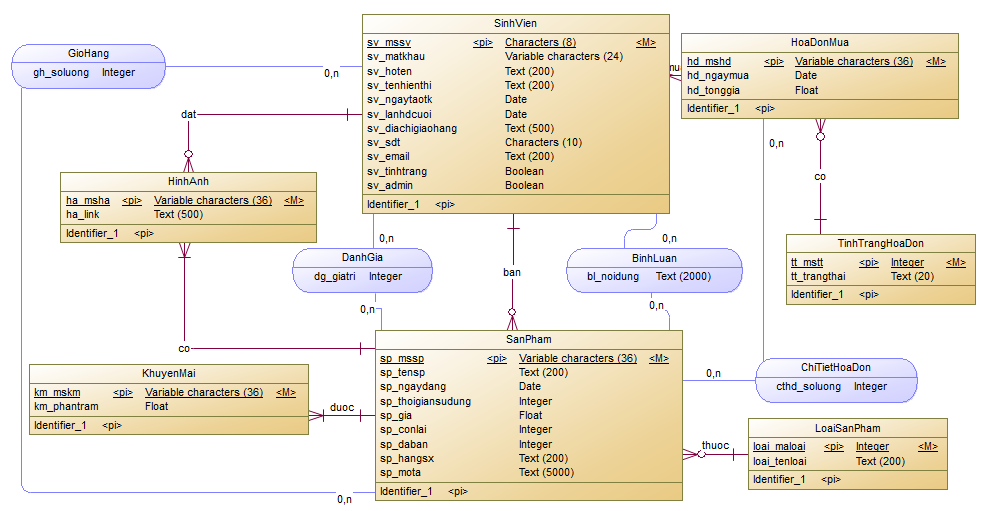 GioHang
gh_soluong Integer
0,n
SinhVien
sv_mssv <pi> Characters (8) <M>
sv_matkhau Variable characters (24)
sv_hoten Text (200)
sv_tenhienthi Text (200)
sv_ngaytaotk Date
sv_lanhdcuoi Date
sv_diachigiaohang Text (500)
sv_sdt Characters (10)
sv_email Text (200)
sv_tinhtrang Boolean
sv_admin Boolean
Identifier_1 <pi>
HoaDonMua
hd_mshd <pi> Variable characters (36) <M>
hd_ngaymua Date
hd_tonggia Float
Identifier_1 <pi>
dat
0,n
co
HinhAnh
ha_msha <pi> Variable characters (36) <M>
ha_link Text (500)
Identifier_1 <pi>
0,n
0,n
DanhGia
dg_giatri Integer
ban
BinhLuan
bl_noidung Text (2000)
TinhTrangHoaDon
tt_mstt <pi> Integer <M>
tt_trangthai Text (20)
Identifier_1 <pi>
0,n
0,n
co
KhuyenMai
km_mskm <pi> Variable characters (36) <M>
km_phantram Float
Identifier_1 <pi>
duoc
SanPham
sp_mssp <pi> Variable characters (36) <M>
sp_tensp Text (200)
sp_ngaydang Date
sp_thoigiansudung Integer
sp_gia Float
sp_conlai Integer
sp_daban Integer
sp_hangsx Text (200)
sp_mota Text (5000)
Identifier_1 <pi>
0,n
ChiTietHoaDon
cthd_soluong Integer
thuoc
LoaiSanPham
loai_maloai <pi> Integer <M>
loai_tenloai Text (200)
Identifier_1 <pi>
0,n